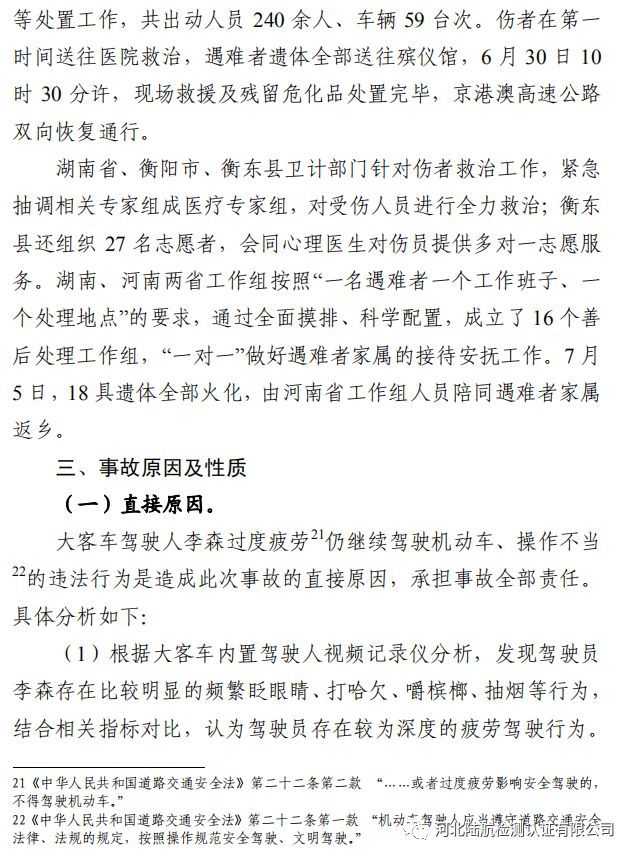 等处置工作，共出动人员 240 余人、车辆 59 台次。伤者在第一
时间送往医院救治，遇难者遗体全部送往殡仪馆，6 月 30 日 10
时 30 分许，现场救援及残留危化品处置完毕，京港澳高速公路
双向恢复通行。
湖南省、衡阳市、衡东县卫计部门针对伤者救治工作，紧急
抽调相关专家组成医疗专家组，对受伤人员进行全力救治；衡东
县还组织 27 名志愿者，会同心理医生对伤员提供多对一志愿服
务。湖南、河南两省工作组按照“一名遇难者一个工作班子、一
个处理地点”的要求，通过全面摸排、科学配置，成立了 16 个善
后处理工作组，“一对一”做好遇难者家属的接待安抚工作。7 月
5 日，18 具遗体全部火化，由河南省工作组人员陪同遇难者家属
返乡。
三、事故原因及性质
（一）直接原因。
大客车驾驶人李森过度疲劳21仍继续驾驶机动车、操作不当
22的违法行为是造成此次事故的直接原因，承担事故全部责任。
具体分析如下：
（1）根据大客车内置驾驶人视频记录仪分析，发现驾驶员
李森存在比较明显的频繁眨眼睛、打哈欠、嚼槟榔、抽烟等行为，
结合相关指标对比，认为驾驶员存在较为深度的疲劳驾驶行为。
21《中华人民共和国道路交通安全法》第二十二条第二款 “……或者过度疲劳影响安全驾驶的，
不得驾驶机动车。”
22《中华人民共和国道路交通安全法》第二十二条第一款 “机动车驾驶人应当遵守道路交通安全
法律、法规的规定，按照操作规范安全驾驶、文明驾驶。”
河北陆航检测认证有限公司